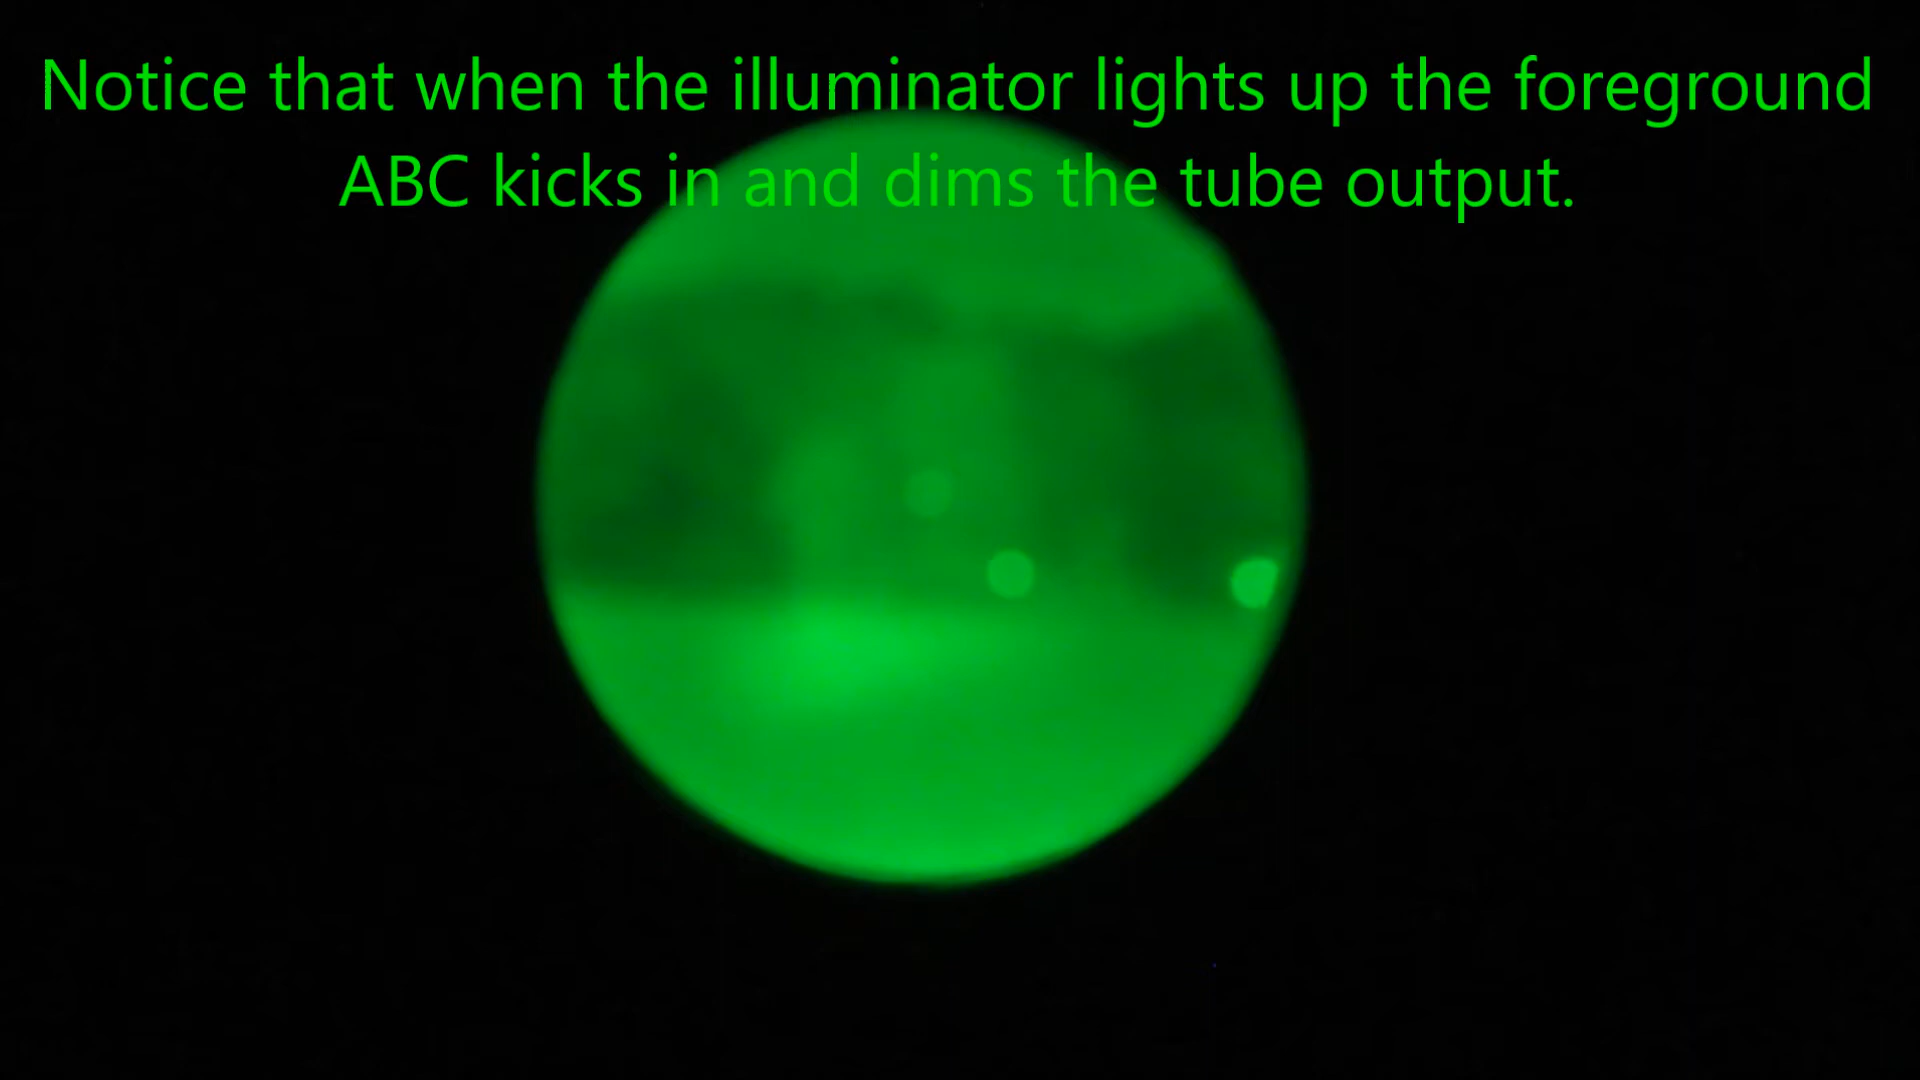 Notice that when the illuminator lights up the foreground
ABC kicks in and dims the tube output.